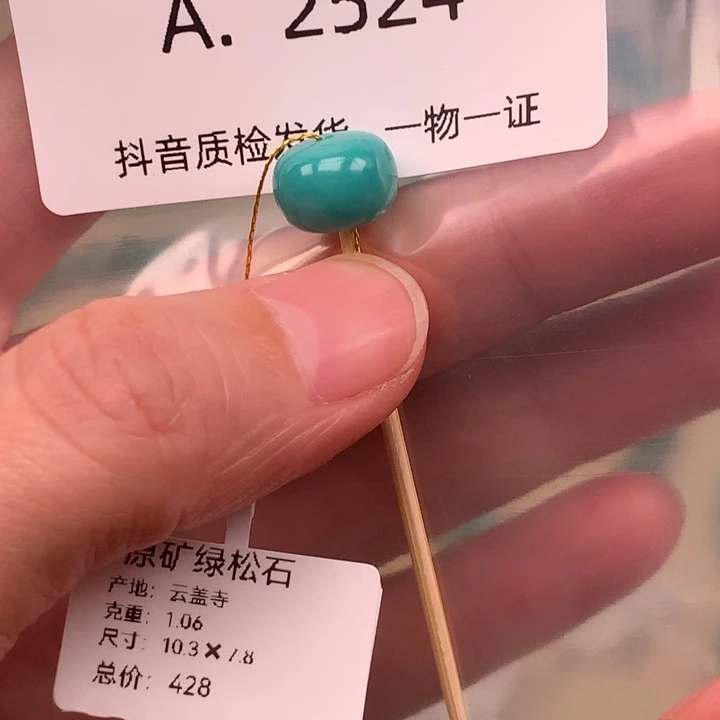 A. 2524
抖音质检发货 一物一证
原矿绿松石
产地：云盖寺
克重：1.06
尺寸：10.3×7.8
总价：428